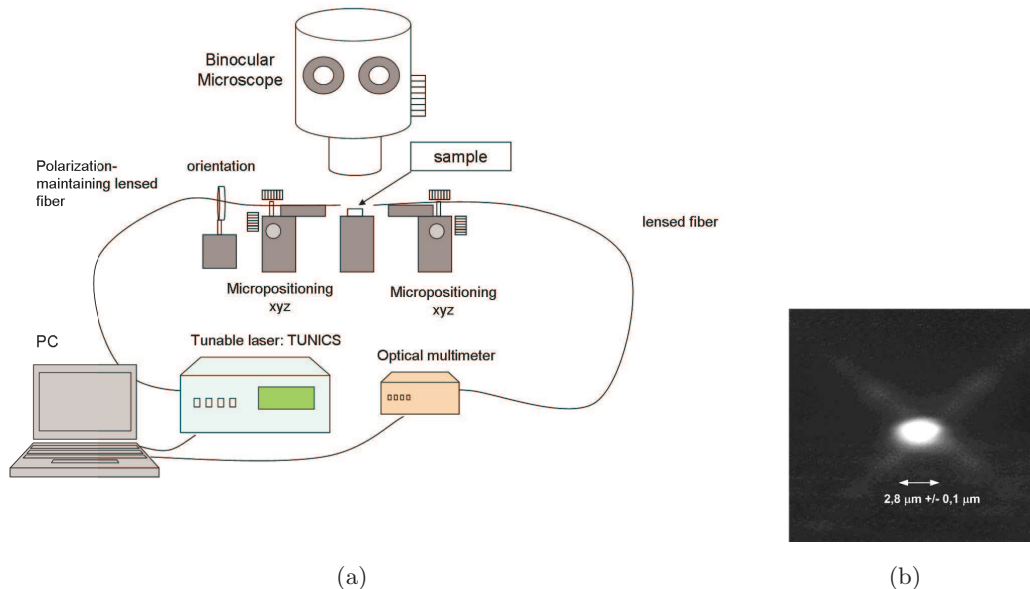 Binocular
Microscope
sample
Polarization-
maintaining lensed
fiber
orientation
lensed fiber
Micropositioning
xyz
Micropositioning
xyz
PC
Tunable laser: TUNICS
Optical multimeter
2,8 μm +/- 0,1 μm
(a)
(b)